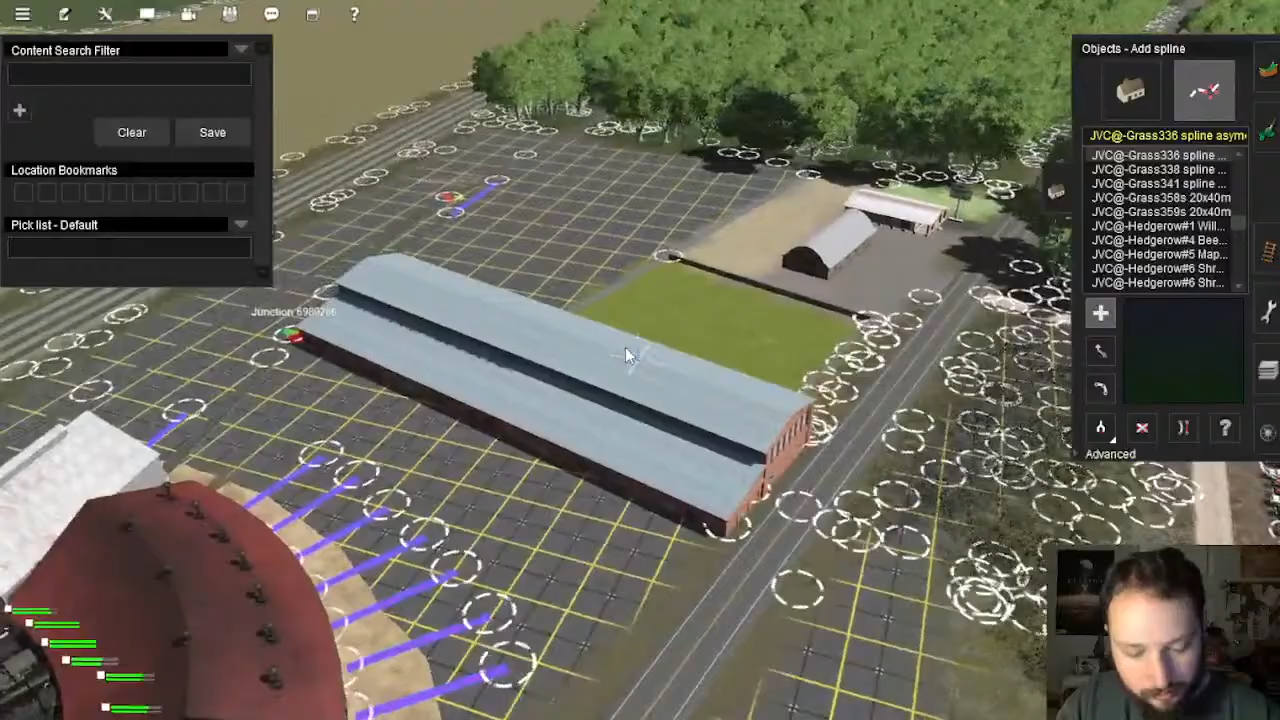 Content Search Filter
Clear
Save
Location Bookmarks
Pick list - Default
Junction 6980266
Objects - Add spline
JVC@-Grass336 spline asym
JVC@-Grass336 spline ...
JVC@-Grass338 spline ...
JVC@-Grass341 spline ...
JVC@-Grass358s 20x40m
JVC@-Grass359s 20x40m
JVC@-Hedgerow#1 Will...
JVC@-Hedgerow#4 Bee...
JVC@-Hedgerow#5 Map...
JVC@-Hedgerow#6 Shr...
JVC@-Hedgerow#6 Shr...
Advanced